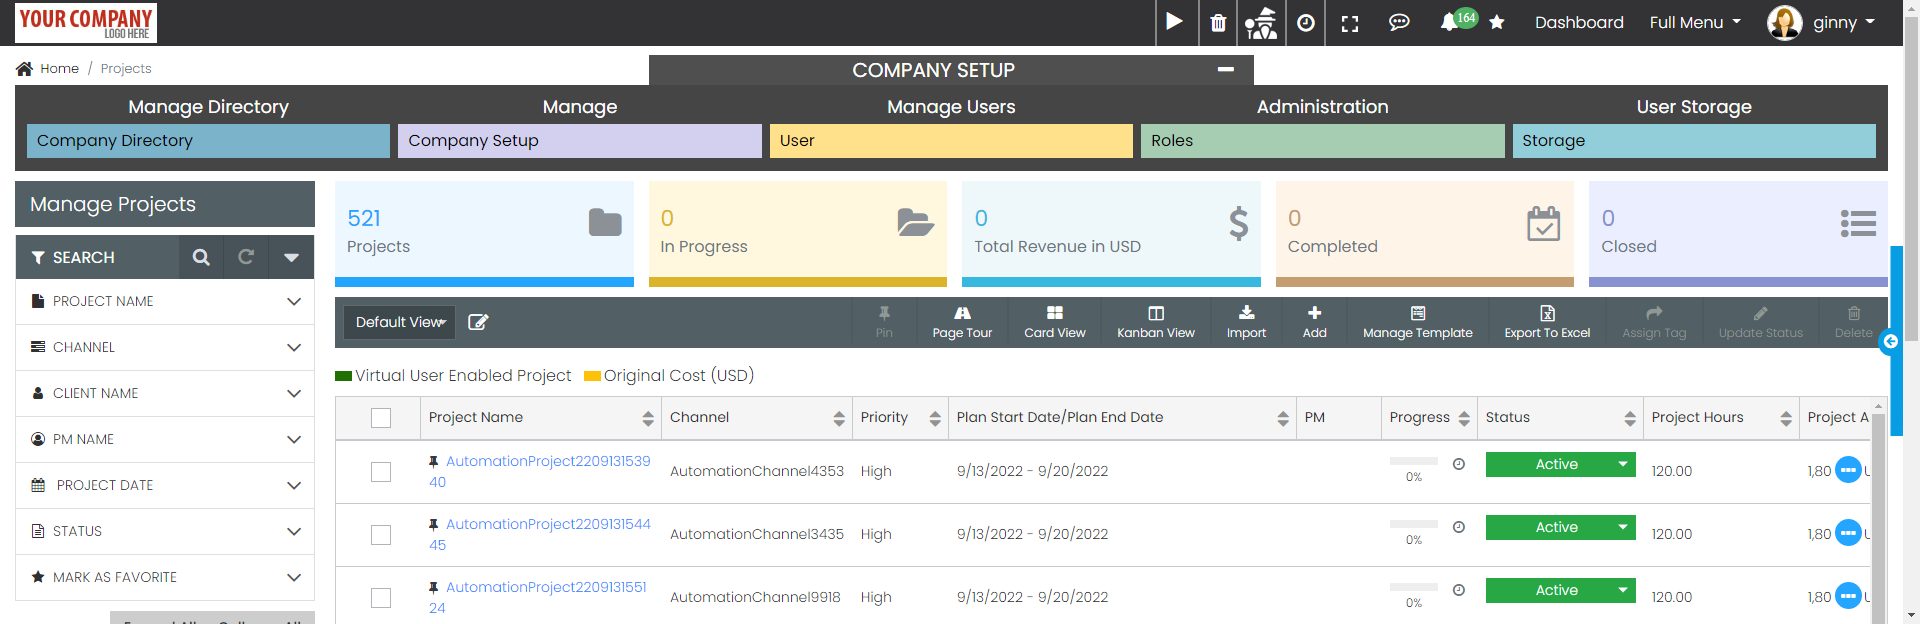 YOUR COMPANY
LOGO HERE
164
Dashboard
Full Menu
ginny
Home / Projects
COMPANY SETUP
Manage Directory
Manage
Manage Users
Administration
User Storage
Company Directory
Company Setup
User
Roles
Storage
Manage Projects
SEARCH
PROJECT NAME
CHANNEL
CLIENT NAME
PM NAME
PROJECT DATE
STATUS
MARK AS FAVORITE
521
Projects
0
In Progress
0
Total Revenue in USD
0
Completed
0
Closed
Default View
Pin
Page Tour
Card View
Kanban View
Import
Add
Manage Template
Export To Excel
Assign Tag
Update Status
Delete
Virtual User Enabled Project
Original Cost (USD)
Project Name Channel Priority Plan Start Date/Plan End Date PM Progress Status Project Hours Project A
AutomationProject2209131539
40
AutomationChannel4353 High 9/13/2022 - 9/20/2022 0% Active 120.00 1,80
AutomationProject2209131544
45
AutomationChannel3435 High 9/13/2022 - 9/20/2022 0% Active 120.00 1,80
AutomationProject2209131551
24
AutomationChannel9918 High 9/13/2022 - 9/20/2022 0% Active 120.00 1,80